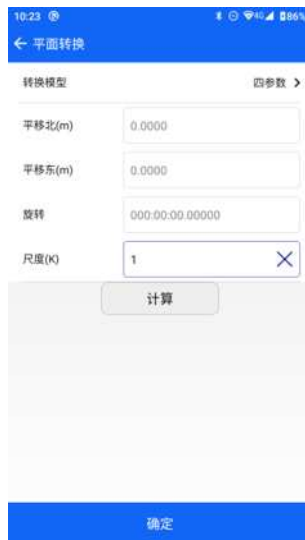 10:23 4G 86%
← 平面转换
转换模型 四参数 >
平移北(m) 0.0000
平移东(m) 0.0000
旋转 000:00:00.00000
尺度(K) 1
计算
确定